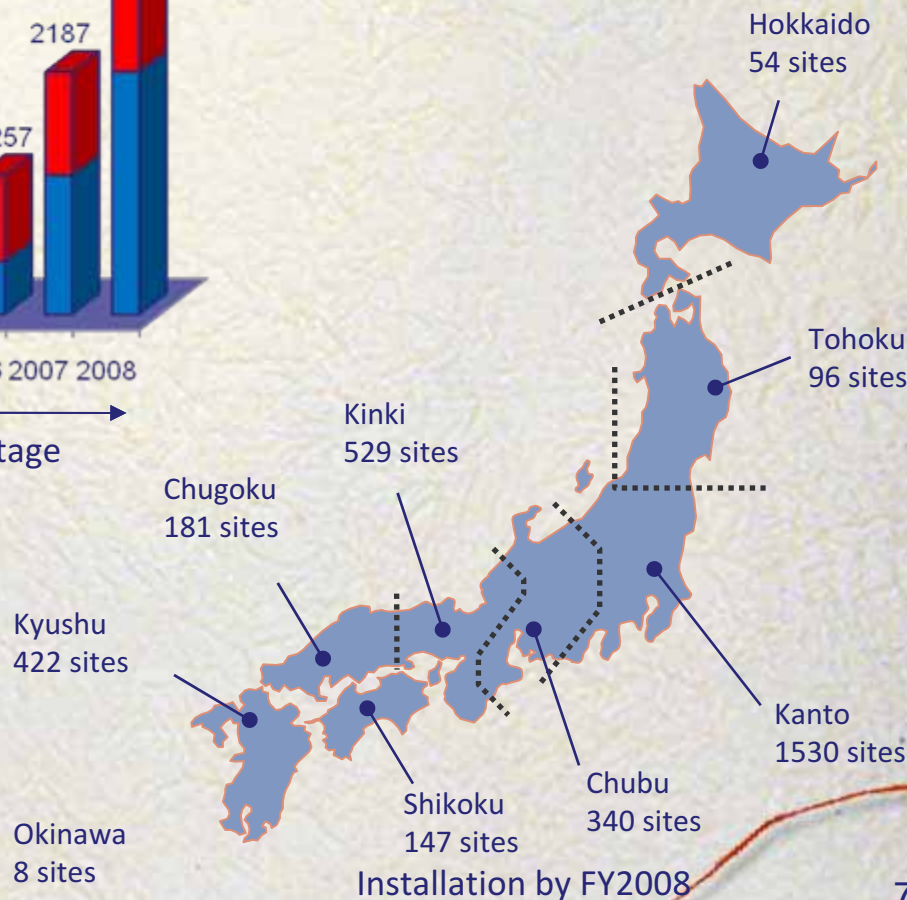 2187
257
2007 2008
tage
Hokkaido
54 sites
Tohoku
96 sites
Kinki
529 sites
Chugoku
181 sites
Kyushu
422 sites
Kanto
1530 sites
Chubu
340 sites
Shikoku
147 sites
Okinawa
8 sites
Installation by FY2008
7